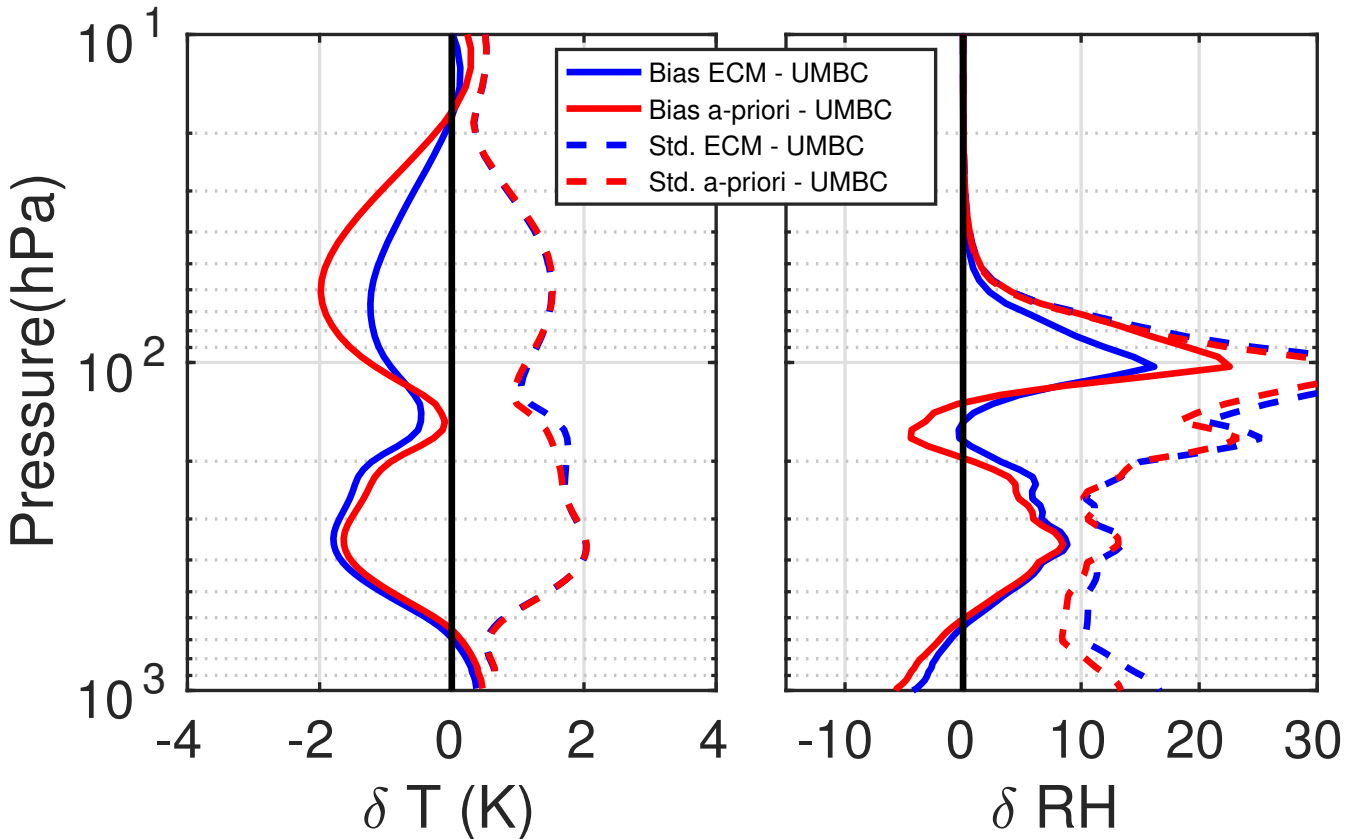 Bias ECM - UMBC
Bias a-priori - UMBC
Std. ECM - UMBC
Std. a-priori - UMBC
Pressure(hPa)
10^1
10^2
10^3
-4 -2 0 2 4
δ T (K)
-10 0 10 20 30
δ RH